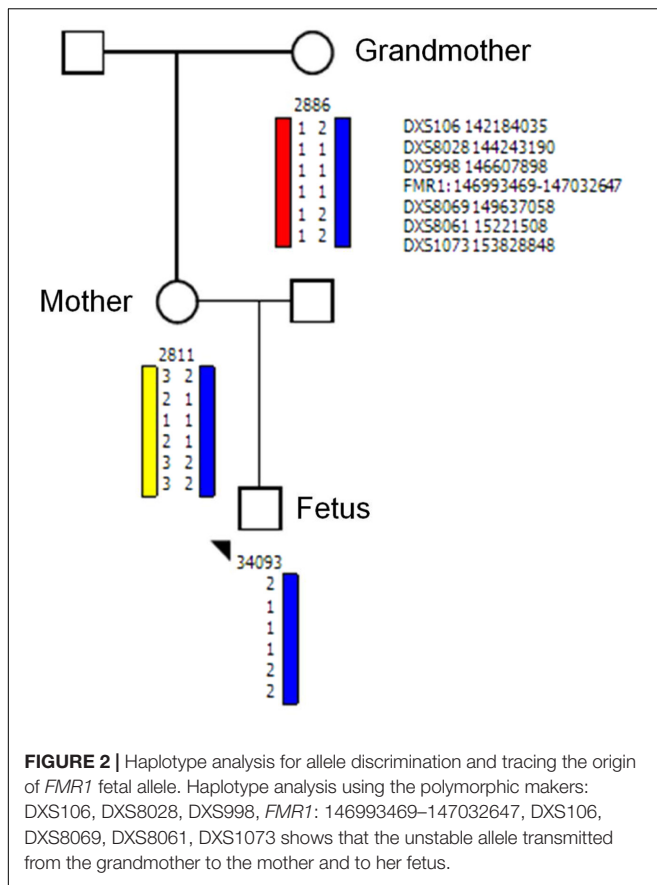 Grandmother
2886
1 2
1 1
1 1
1 1
1 2
1 2
DXS106 142184035
DXS8028 144243190
DXS998 146607898
FMR1: 146993469-147032647
DXS8069 149637058
DXS8061 15221508
DXS1073 153828848
Mother
2811
3 2
2 1
1 1
2 1
3 2
3 2
Fetus
34093
2
1
1
1
2
2
FIGURE 2 | Haplotype analysis for allele discrimination and tracing the origin
of FMR1 fetal allele. Haplotype analysis using the polymorphic makers:
DXS106, DXS8028, DXS998, FMR1: 146993469–147032647, DXS106,
DXS8069, DXS8061, DXS1073 shows that the unstable allele transmitted
from the grandmother to the mother and to her fetus.